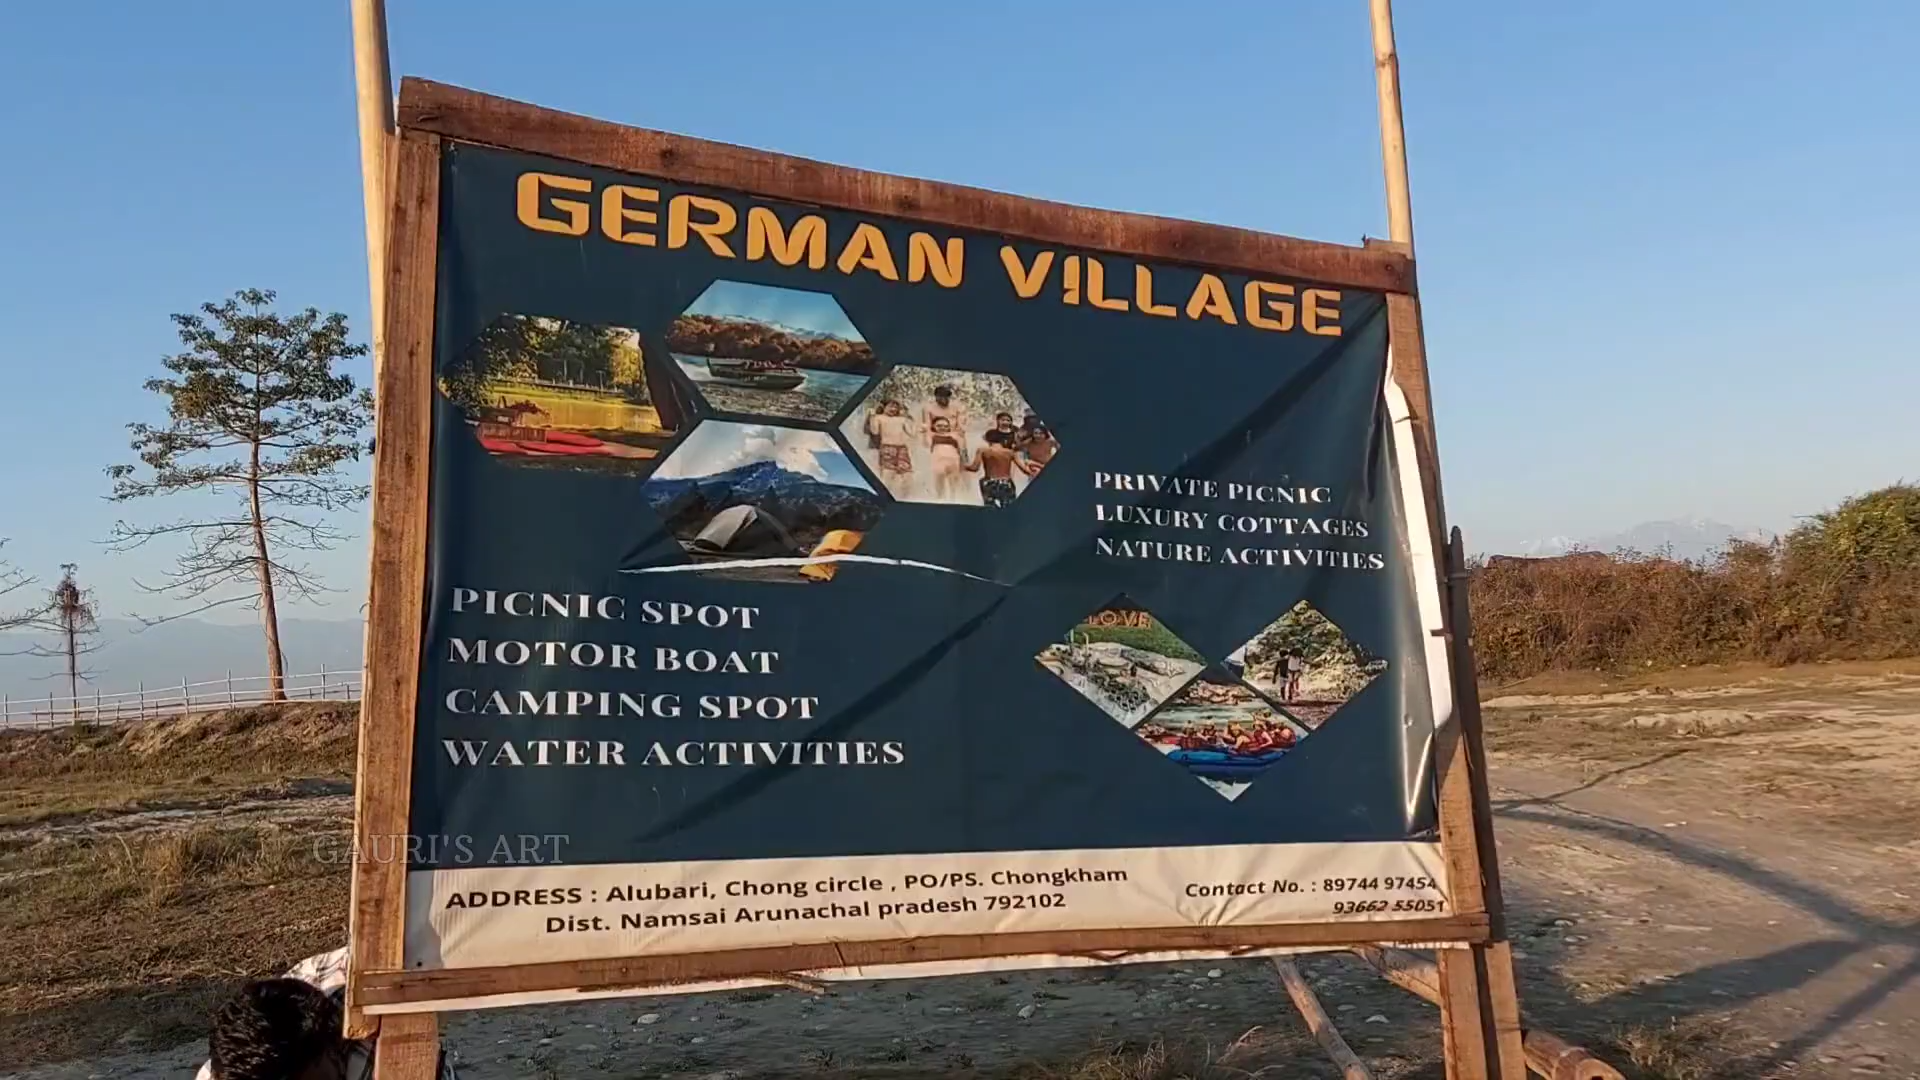 GERMAN VILLAGE
PRIVATE PICNIC
LUXURY COTTAGES
NATURE ACTIVITIES
PICNIC SPOT
MOTOR BOAT
CAMPING SPOT
WATER ACTIVITIES
LOVE
GAURI'S ART
ADDRESS : Alubari, Chong circle , PO/PS. Chongkham
Dist. Namsai Arunachal pradesh 792102
Contact No. : 89744 97454
93662 55051